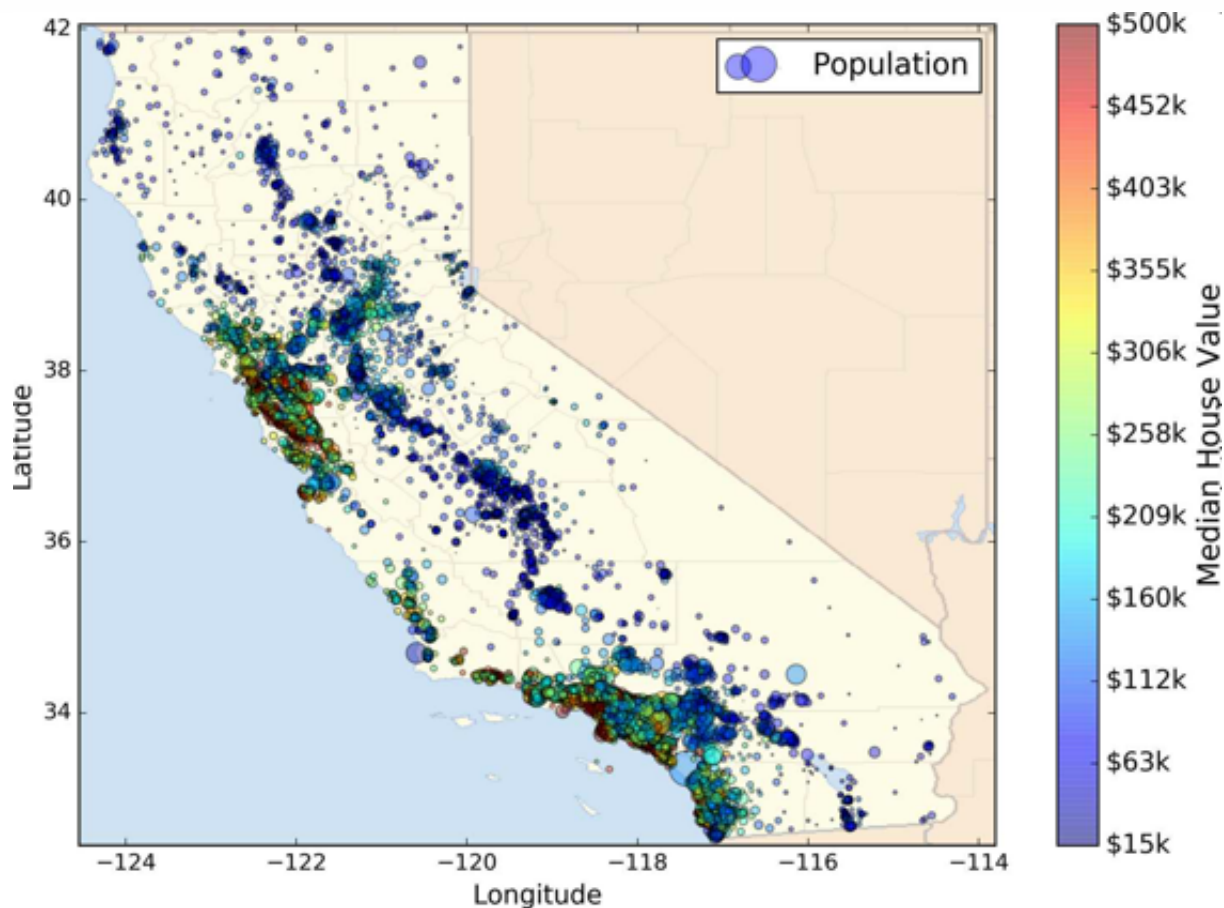 42
40
38
36
34
Latitude
−124
−122
−120
−118
−116
−114
Longitude
Population
$500k
$452k
$403k
$355k
$306k
$258k
$209k
$160k
$112k
$63k
$15k
Median House Value